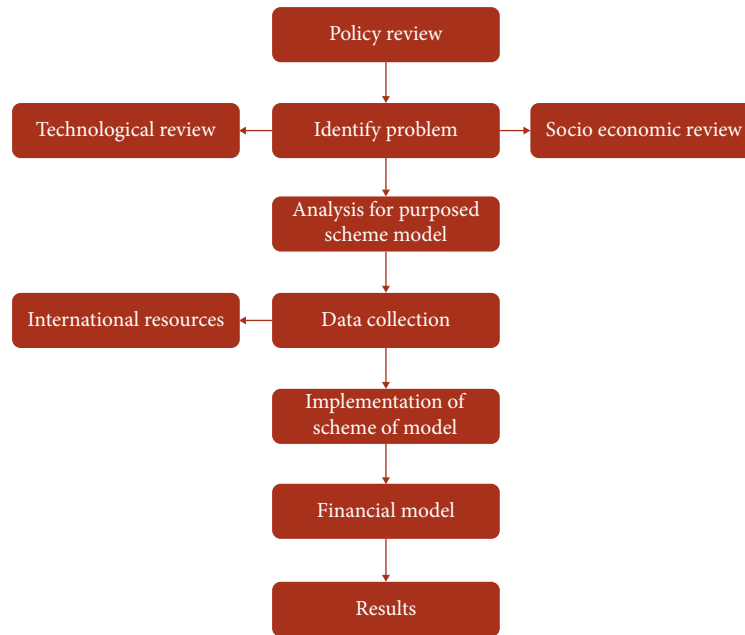 Policy review
Technological review
Identify problem
Socio economic review
Analysis for purposed
scheme model
International resources
Data collection
Implementation of
scheme of model
Financial model
Results